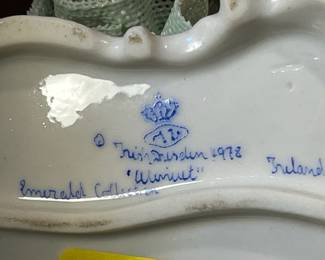 © Irish Dresden 1978
"Minuet" Ireland
Emerald Collection